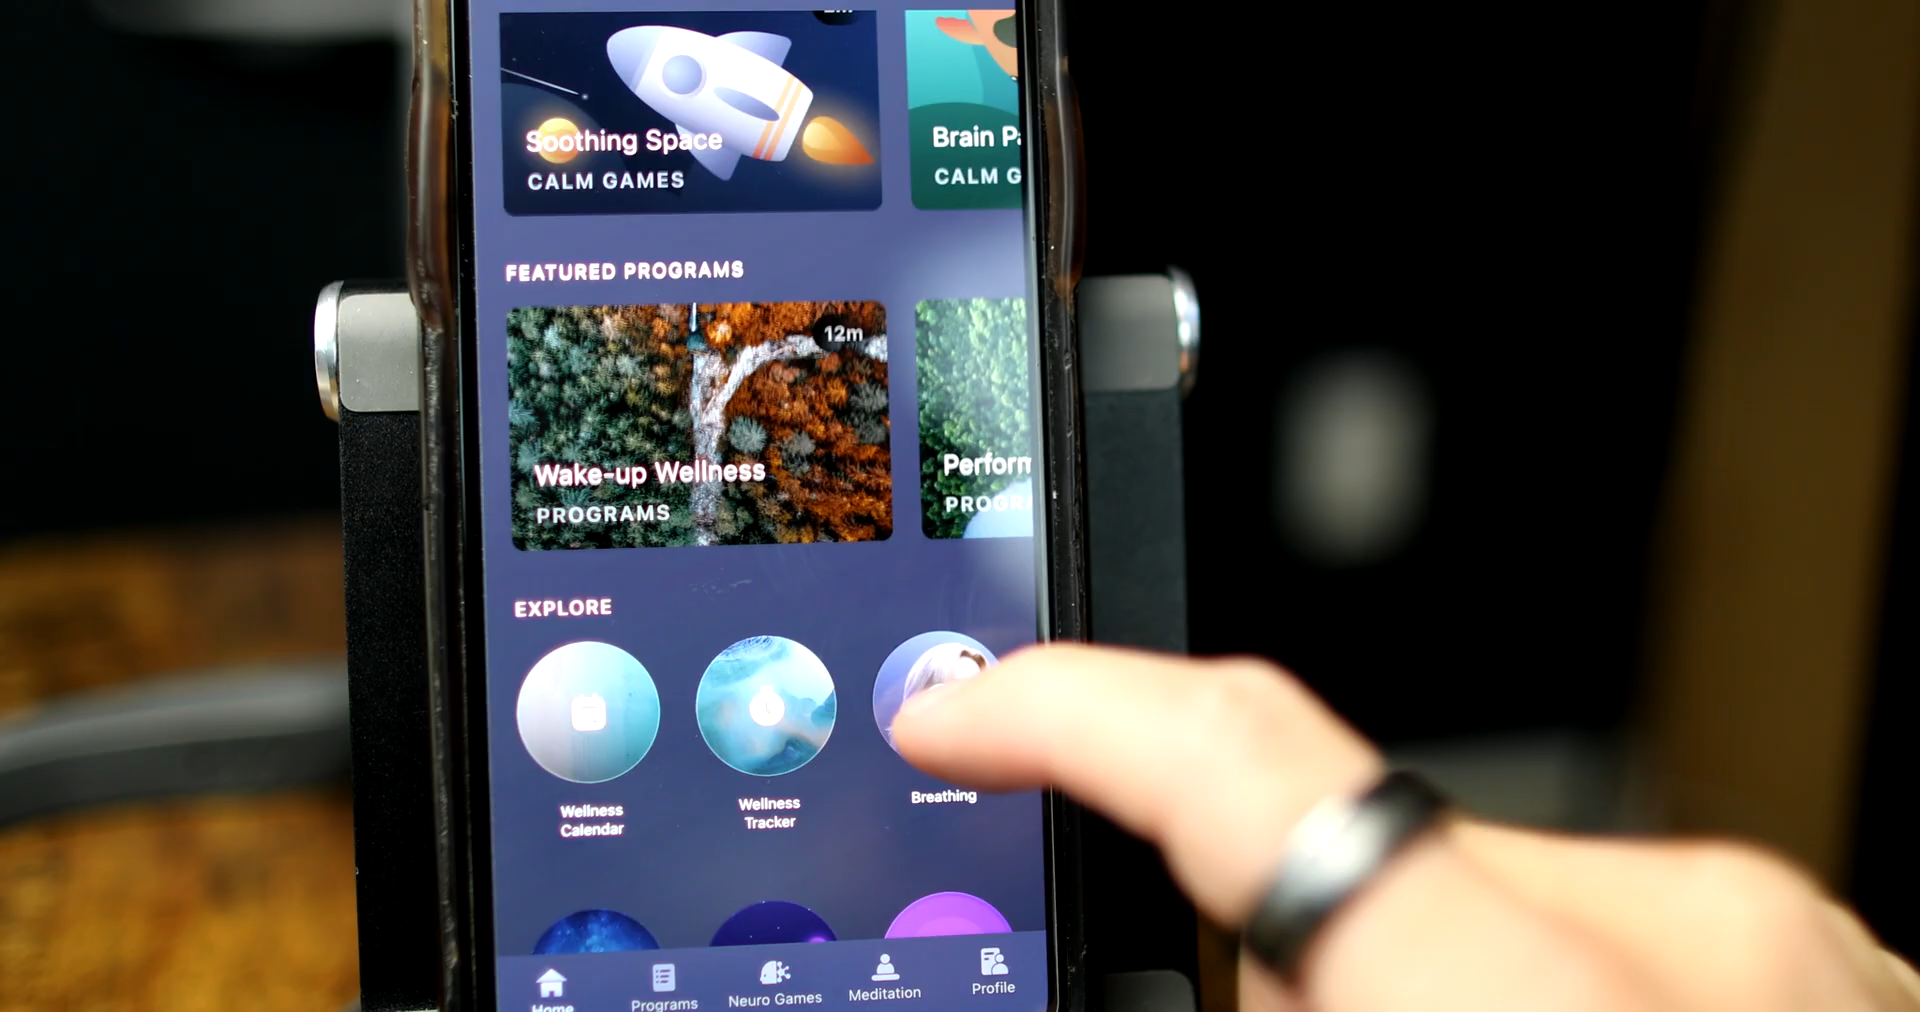 Soothing Space
CALM GAMES
Brain
CALM
FEATURED PROGRAMS
12m
Wake-up Wellness
PROGRAMS
EXPLORE
Wellness
Calendar
Wellness
Tracker
Breathing
Home
Programs
Neuro Games
Meditation
Profile